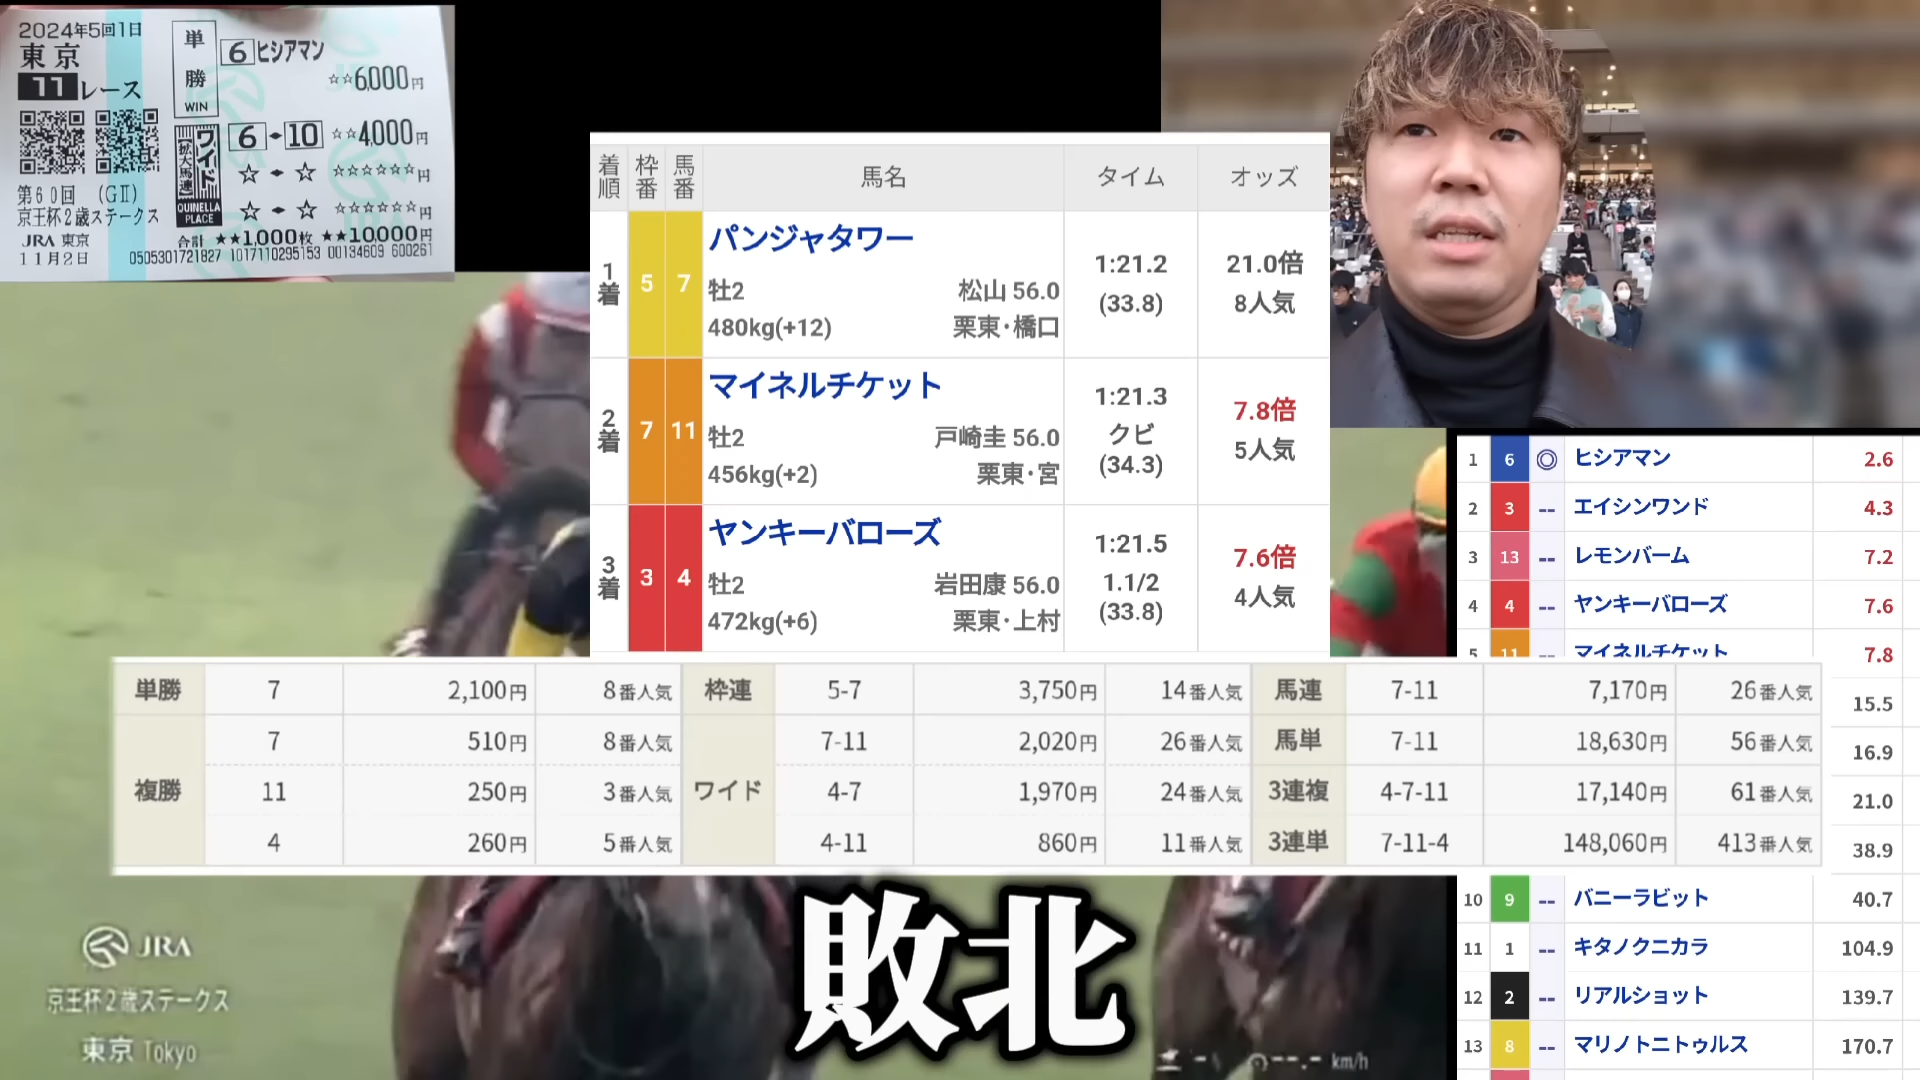 2024年5回1日
東京
11レース
第60回 (GⅡ)
京王杯2歳ステークス
JRA 東京
11月2日
単勝
WIN
6 ヒシアマン
☆☆6,000円
ワイド
【拡大馬連】
QUINELLA PLACE
6 - 10 ☆☆4,000円
☆ - ☆ ☆☆☆☆☆☆円
☆ - ☆ ☆☆☆☆☆☆円
合計 ★★1,000枚 ★★10,000円
0505301721827 1017110295153 00134609 600261
着順 枠番 馬番 馬名 タイム オッズ
1着 5 7 パンジャタワー
牡2 松山 56.0
480kg(+12) 栗東・橋口
1:21.2
(33.8)
21.0倍
8人気
2着 7 11 マイネルチケット
牡2 戸崎圭 56.0
456kg(+2) 栗東・宮
1:21.3
クビ
(34.3)
7.8倍
5人気
3着 3 4 ヤンキーバローズ
牡2 岩田康 56.0
472kg(+6) 栗東・上村
1:21.5
1.1/2
(33.8)
7.6倍
4人気
1 6 ◎ ヒシアマン 2.6
2 3 -- エイシンワンド 4.3
3 13 -- レモンバーム 7.2
4 4 -- ヤンキーバローズ 7.6
5 11 -- マイネルチケット 7.8
15.5
16.9
21.0
38.9
10 9 -- バニーラビット 40.7
11 1 -- キタノクニカラ 104.9
12 2 -- リアルショット 139.7
13 8 -- マリノトニトゥルス 170.7
単勝 7 2,100円 8番人気
複勝 7 510円 8番人気
11 250円 3番人気
4 260円 5番人気
枠連 5-7 3,750円 14番人気
ワイド 7-11 2,020円 26番人気
4-7 1,970円 24番人気
4-11 860円 11番人気
馬連 7-11 7,170円 26番人気
馬単 7-11 18,630円 56番人気
3連複 4-7-11 17,140円 61番人気
3連単 7-11-4 148,060円 413番人気
敗北
JRA
京王杯2歳ステークス
東京 Tokyo
--.- km/h